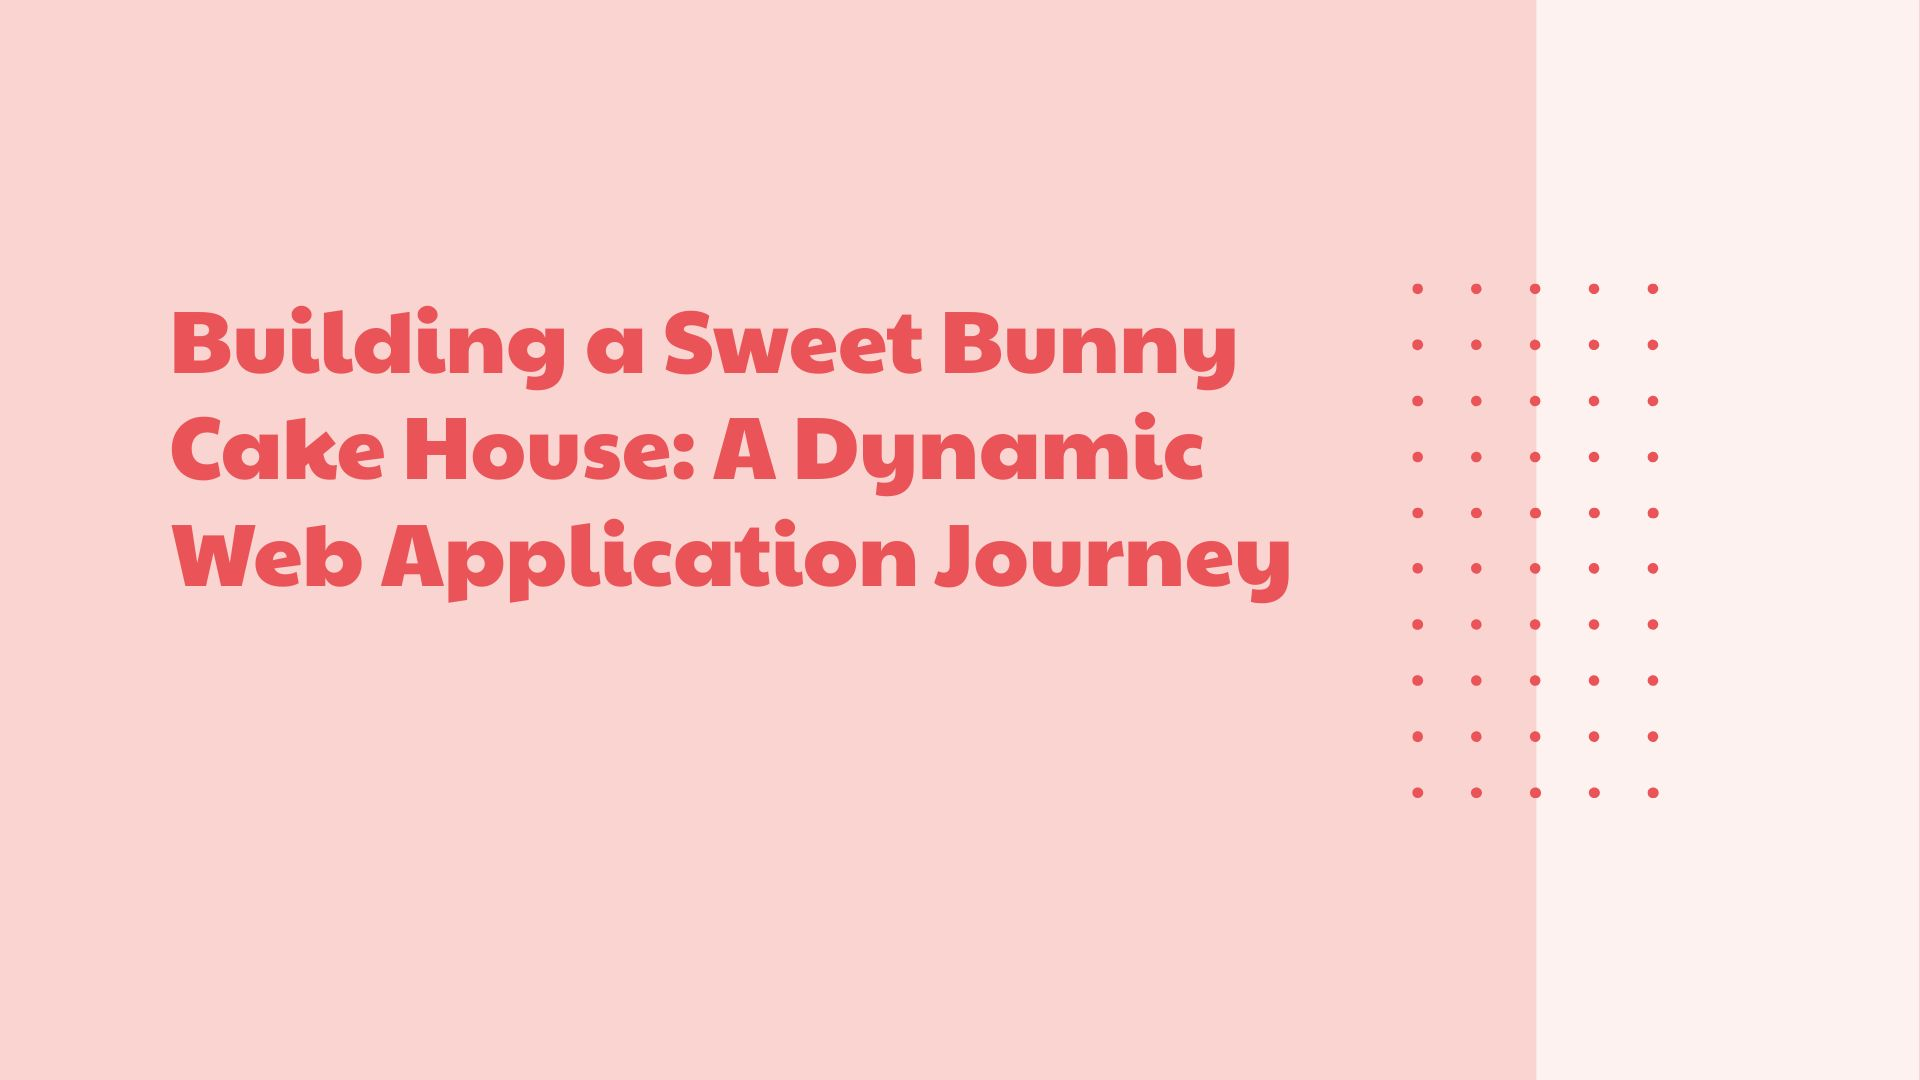 Building a Sweet Bunny
Cake House: A Dynamic
Web Application Journey